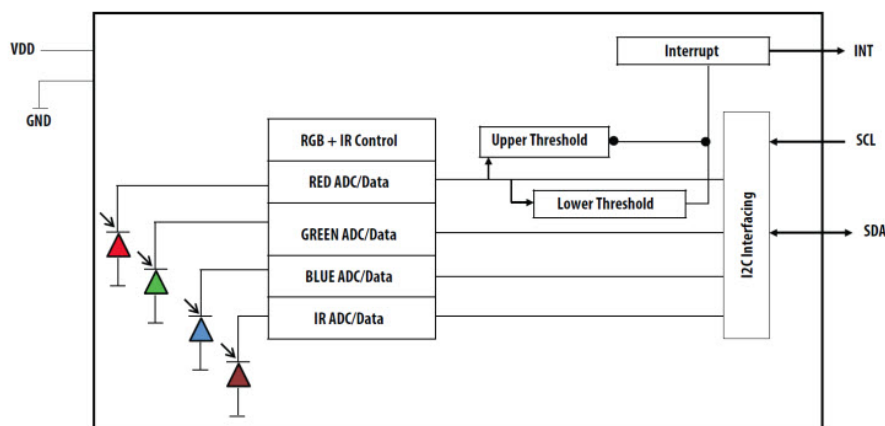 VDD
GND
RGB + IR Control
RED ADC/Data
GREEN ADC/Data
BLUE ADC/Data
IR ADC/Data
Upper Threshold
Lower Threshold
Interrupt
I2C Interfacing
INT
SCL
SDA